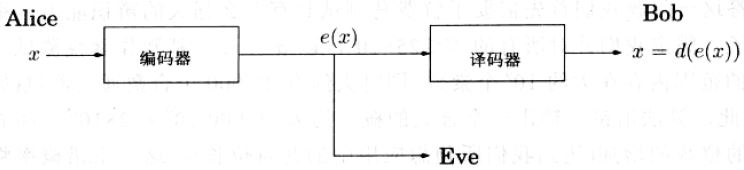 Alice
Bob
x
编码器
e(x)
译码器
x = d(e(x))
Eve